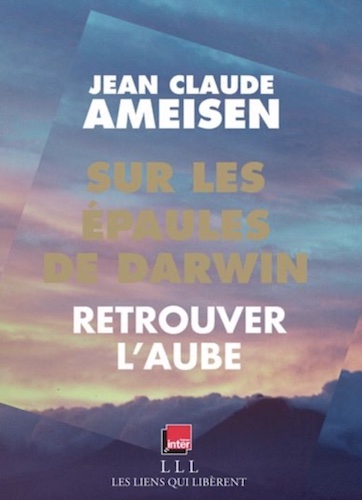 JEAN CLAUDE
AMEISEN
SUR LES
ÉPAULES
DE DARWIN
RETROUVER
L'AUBE
inter
LLL
LES LIENS QUI LIBÈRENT